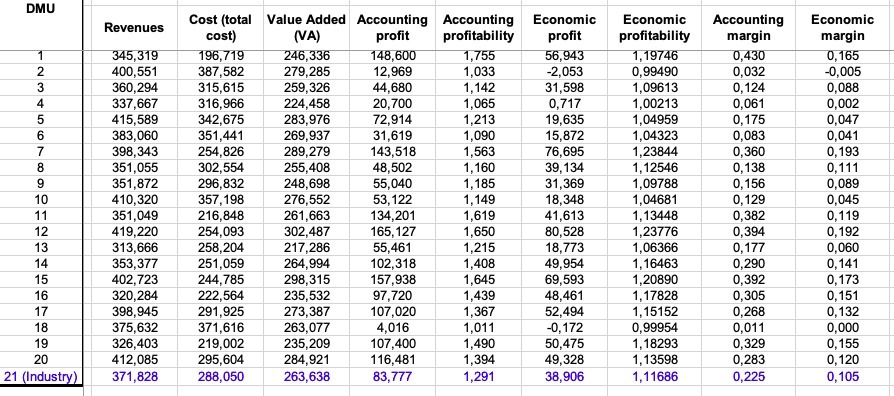 DMU Revenues Cost (total cost) Value Added (VA) Accounting profit Accounting profitability Economic profit Economic profitability Accounting margin Economic margin
1 345,319 196,719 246,336 148,600 1,755 56,943 1,19746 0,430 0,165
2 400,551 387,582 279,285 12,969 1,033 -2,053 0,99490 0,032 -0,005
3 360,294 315,615 259,326 44,680 1,142 31,598 1,09613 0,124 0,088
4 337,667 316,966 224,458 20,700 1,065 0,717 1,00213 0,061 0,002
5 415,589 342,675 283,976 72,914 1,213 19,635 1,04959 0,175 0,047
6 383,060 351,441 269,937 31,619 1,090 15,872 1,04323 0,083 0,041
7 398,343 254,826 289,279 143,518 1,563 76,695 1,23844 0,360 0,193
8 351,055 302,554 255,408 48,502 1,160 39,134 1,12546 0,138 0,111
9 351,872 296,832 248,698 55,040 1,185 31,369 1,09788 0,156 0,089
10 410,320 357,198 276,552 53,122 1,149 18,348 1,04681 0,129 0,045
11 351,049 216,848 261,663 134,201 1,619 41,613 1,13448 0,382 0,119
12 419,220 254,093 302,487 165,127 1,650 80,528 1,23776 0,394 0,192
13 313,666 258,204 217,286 55,461 1,215 18,773 1,06366 0,177 0,060
14 353,377 251,059 264,994 102,318 1,408 49,954 1,16463 0,290 0,141
15 402,723 244,785 298,315 157,938 1,645 69,593 1,20890 0,392 0,173
16 320,284 222,564 235,532 97,720 1,439 48,461 1,17828 0,305 0,151
17 398,945 291,925 273,387 107,020 1,367 52,494 1,15152 0,268 0,132
18 375,632 371,616 263,077 4,016 1,011 -0,172 0,99954 0,011 0,000
19 326,403 219,002 235,209 107,400 1,490 50,475 1,18293 0,329 0,155
20 412,085 295,604 284,921 116,481 1,394 49,328 1,13598 0,283 0,120
21 (Industry) 371,828 288,050 263,638 83,777 1,291 38,906 1,11686 0,225 0,105